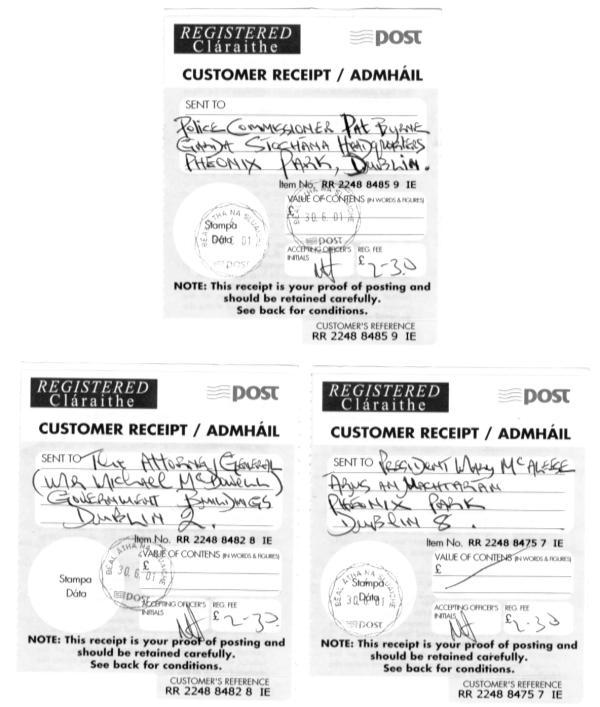 REGISTERED
Cláraithe
post
CUSTOMER RECEIPT / ADMHÁIL
SENT TO
Police Commissioner Pat Byrne
Garda Siochána Headquarters
Pheonix Park, Dublin.
Item No. RR 2248 8485 9 IE
VALUE OF CONTENS (IN WORDS & FIGURES)
£
BÉAL ÁTHA NA SLUAIGHE
30.6.01
POST
Stampa
Dáta 01
POST
ACCEPTING OFFICER'S INITIALS
REG. FEE
£2-30
NOTE: This receipt is your proof of posting and
should be retained carefully.
See back for conditions.
CUSTOMER'S REFERENCE
RR 2248 8485 9 IE
REGISTERED
Cláraithe
post
CUSTOMER RECEIPT / ADMHÁIL
SENT TO The Attorney General
(Mr Michael McDowell)
Government Buildings
Dublin 2.
Item No. RR 2248 8482 8 IE
VALUE OF CONTENS (IN WORDS & FIGURES)
£
BÉAL ÁTHA NA SLUAIGHE
30.6.01
POST
Stampa
Dáta
ACCEPTING OFFICER'S INITIALS
REG. FEE
£2-30
NOTE: This receipt is your proof of posting and
should be retained carefully.
See back for conditions.
CUSTOMER'S REFERENCE
RR 2248 8482 8 IE
REGISTERED
Cláraithe
post
CUSTOMER RECEIPT / ADMHÁIL
SENT TO President Mary McAleese
Arus an Uachtarian
Pheonix Park
Dublin 8.
Item No. RR 2248 8475 7 IE
VALUE OF CONTENS (IN WORDS & FIGURES)
£
BÉAL ÁTHA NA SLUAIGHE
Stampa
Dáta
30.6.01
POST
ACCEPTING OFFICER'S INITIALS
REG. FEE
£2-30
NOTE: This receipt is your proof of posting and
should be retained carefully.
See back for conditions.
CUSTOMER'S REFERENCE
RR 2248 8475 7 IE